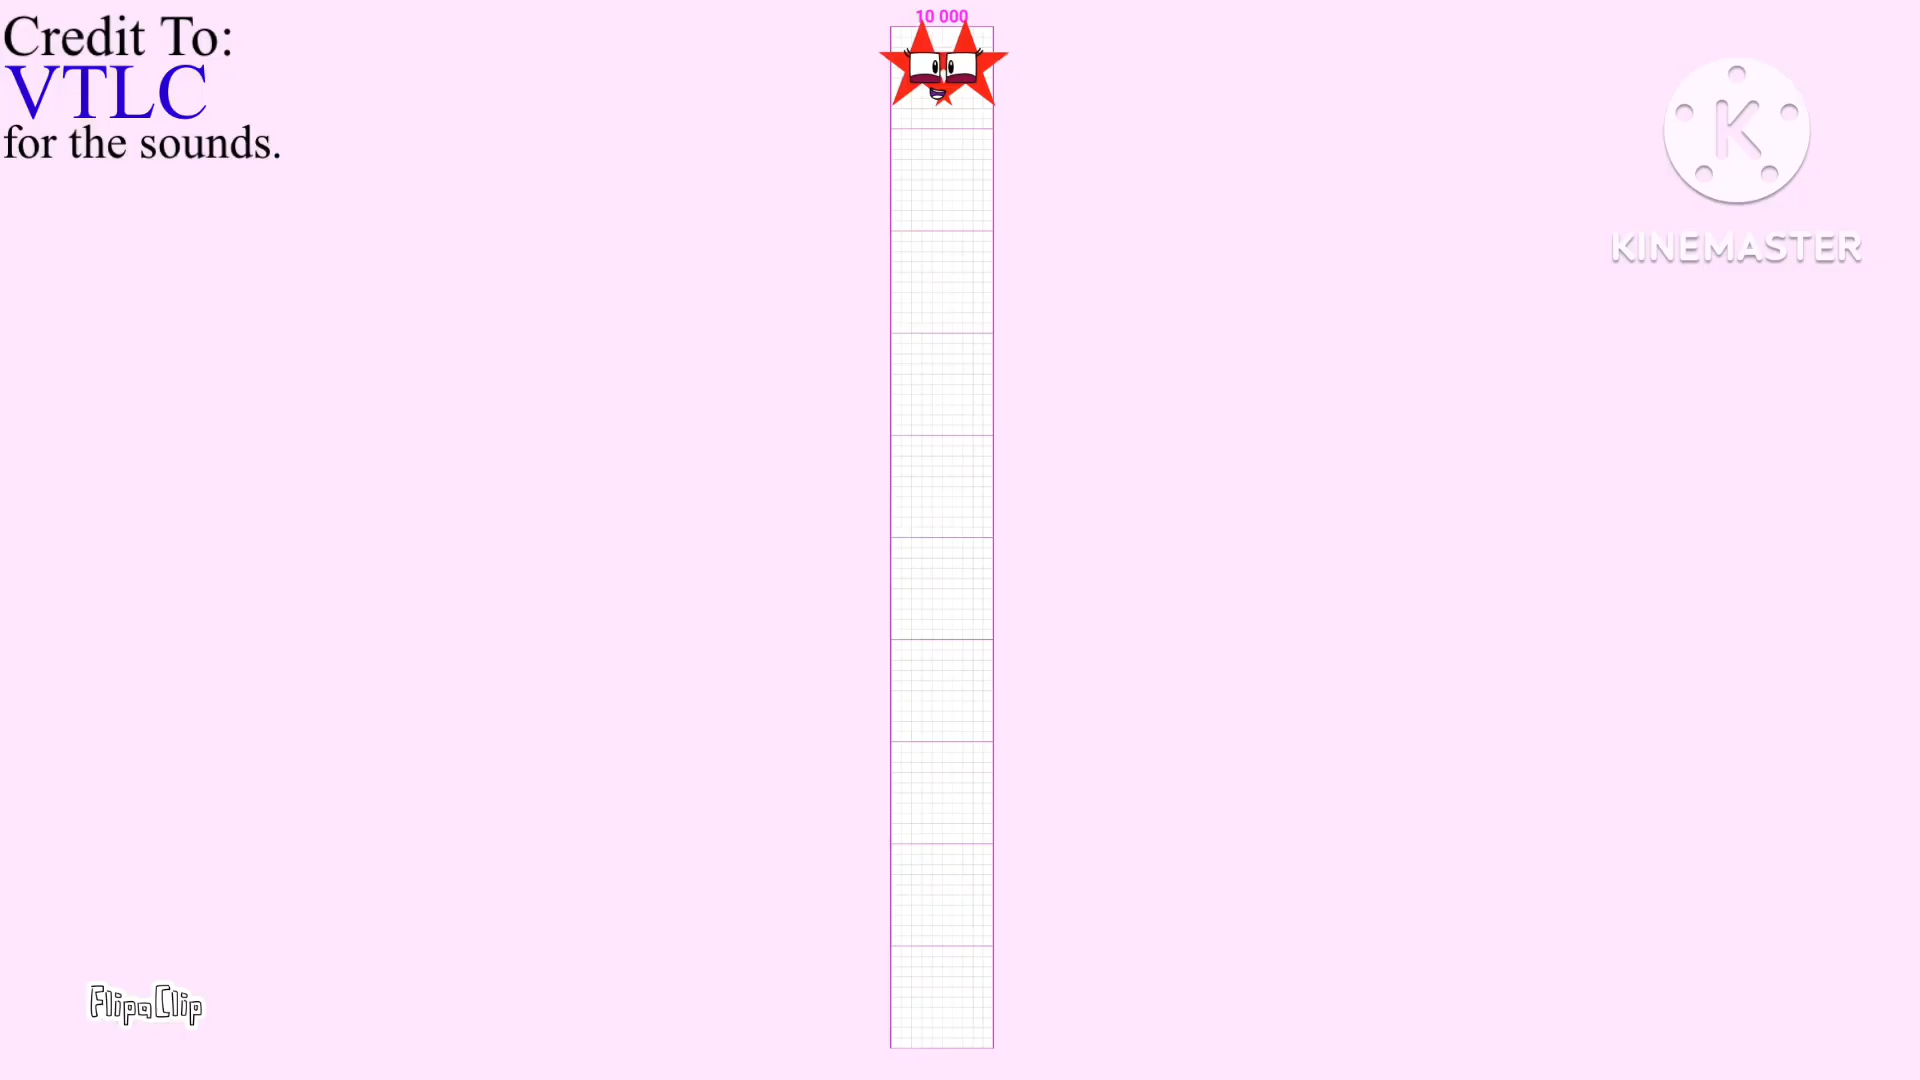 10 000
Credit To:
VTLC
for the sounds.
K
KINEMASTER
FlipaClip